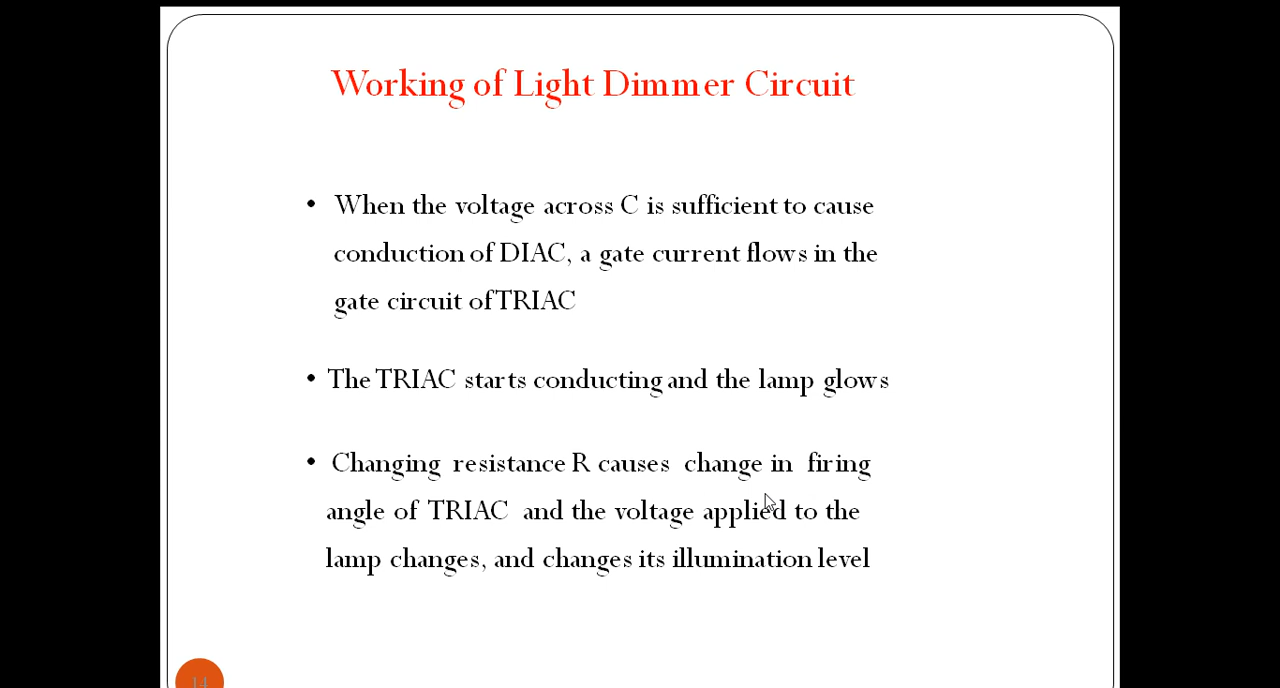 Working of Light Dimmer Circuit
• When the voltage across C is sufficient to cause
conduction of DIAC, a gate current flows in the
gate circuit of TRIAC
• The TRIAC starts conducting and the lamp glows
• Changing resistance R causes change in firing
angle of TRIAC and the voltage applied to the
lamp changes, and changes its illumination level
14